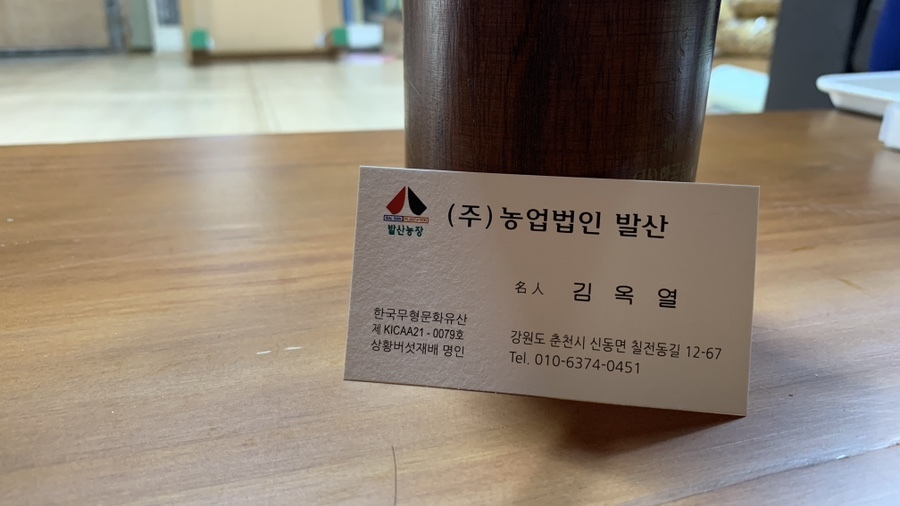 (주)농업법인 발산
발산농장
名人 김옥열
한국무형문화유산
제 KICAA21 - 0079호
상황버섯재배 명인
강원도 춘천시 신동면 칠전동길 12-67
Tel. 010-6374-0451